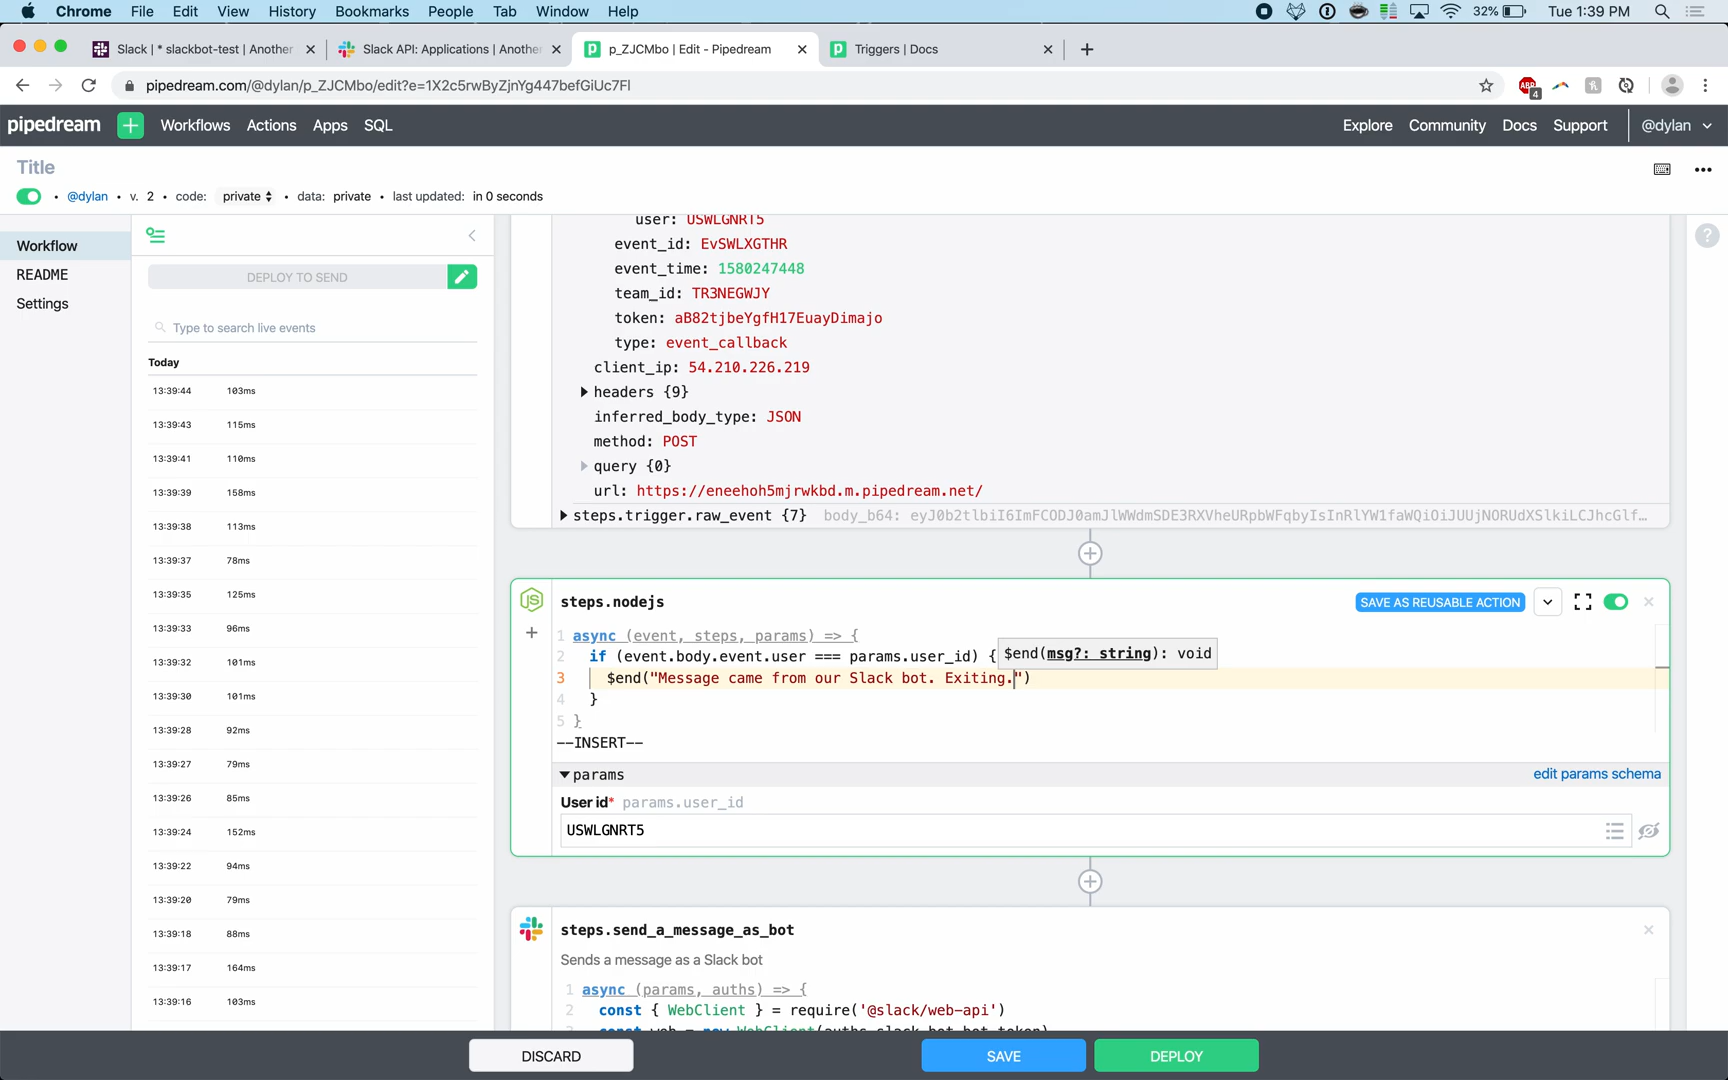 Chrome File Edit View History Bookmarks People Tab Window Help 32% Tue 1:39 PM
Slack | * slackbot-test | Another
Slack API: Applications | Another
p_ZJCMbo | Edit - Pipedream
Triggers | Docs
pipedream.com/@dylan/p_ZJCMbo/edit?e=1X2c5rwByZjnYg447befGiUc7Fl
ABP
4
pipedream + Workflows Actions Apps SQL Explore Community Docs Support @dylan
Title
• @dylan • v. 2 • code: private • data: private • last updated: in 0 seconds
Workflow
README
Settings
DEPLOY TO SEND
Type to search live events
Today
13:39:44 103ms
13:39:43 115ms
13:39:41 110ms
13:39:39 158ms
13:39:38 113ms
13:39:37 78ms
13:39:35 125ms
13:39:33 96ms
13:39:32 101ms
13:39:30 101ms
13:39:28 92ms
13:39:27 79ms
13:39:26 85ms
13:39:24 152ms
13:39:22 94ms
13:39:20 79ms
13:39:18 88ms
13:39:17 164ms
13:39:16 103ms
user: USWLGNRT5
event_id: EvSWLXGTHR
event_time: 1580247448
team_id: TR3NEGWJY
token: aB82tjbeYgfH17EuayDimajo
type: event_callback
client_ip: 54.210.226.219
headers {9}
inferred_body_type: JSON
method: POST
query {0}
url: https://eneehoh5mjrwkbd.m.pipedream.net/
steps.trigger.raw_event {7} body_b64: eyJ0b2tlbiI6ImFCODJ0amJlWWdmSDE3RXVheURpbWFqbyIsInRlYW1faWQiOiJUUjNORUdXSlkiLCJhcGlf…
JS
steps.nodejs
SAVE AS REUSABLE ACTION
1 async (event, steps, params) => {
2 if (event.body.event.user === params.user_id) {
$end(msg?: string): void
3 $end("Message came from our Slack bot. Exiting.")
4 }
5 }
--INSERT--
params
edit params schema
User id* params.user_id
USWLGNRT5
steps.send_a_message_as_bot
Sends a message as a Slack bot
1 async (params, auths) => {
2 const { WebClient } = require('@slack/web-api')
3 const web = new WebClient(auths.slack_bot.bot_token)
DISCARD SAVE DEPLOY
?